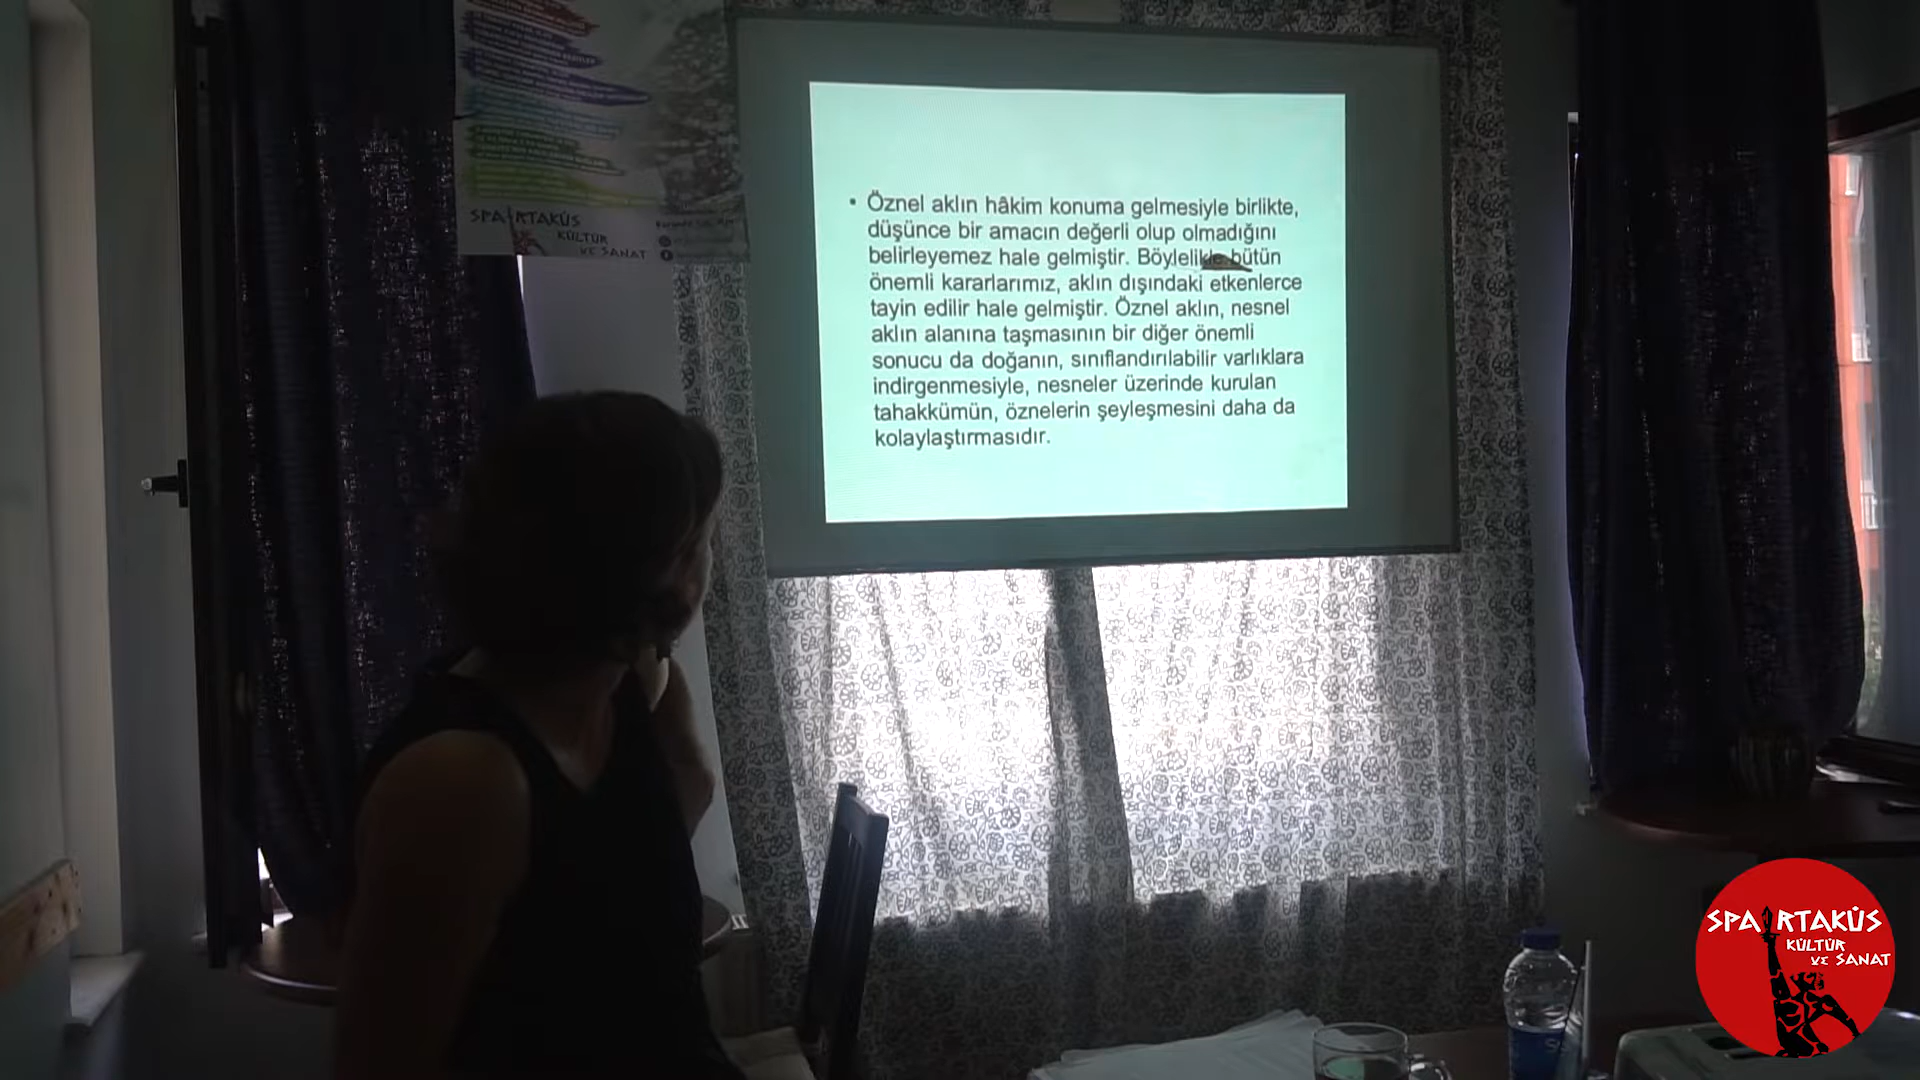 SPARTAKÜS
KÜLTÜR
VE SANAT
• Öznel aklın hâkim konuma gelmesiyle birlikte,
düşünce bir amacın değerli olup olmadığını
belirleyemez hale gelmiştir. Böylelikle bütün
önemli kararlarımız, aklın dışındaki etkenlerce
tayin edilir hale gelmiştir. Öznel aklın, nesnel
aklın alanına taşmasının bir diğer önemli
sonucu da doğanın, sınıflandırılabilir varlıklara
indirgenmesiyle, nesneler üzerinde kurulan
tahakkümün, öznelerin şeyleşmesini daha da
kolaylaştırmasıdır.
SPARTAKÜS
KÜLTÜR
VE SANAT